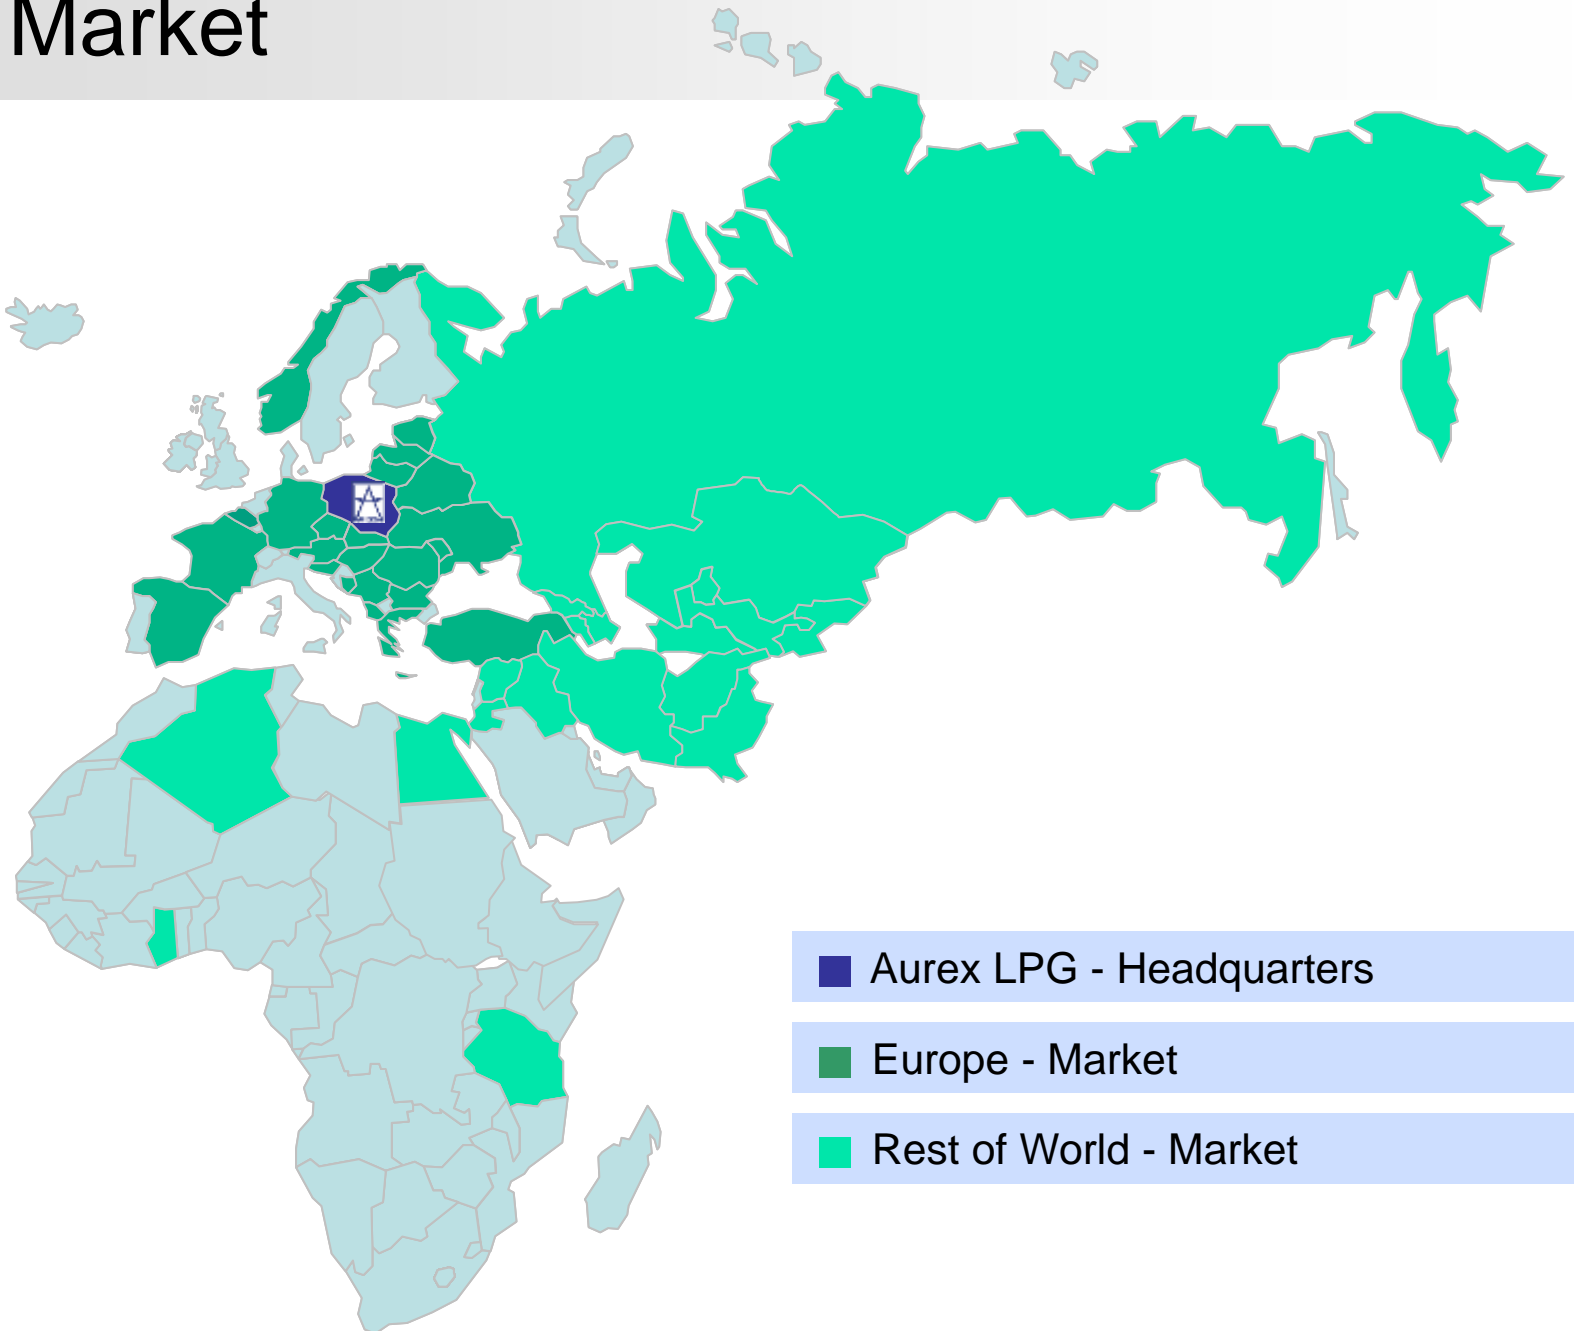 Market
Aurex LPG - Headquarters
Europe - Market
Rest of World - Market